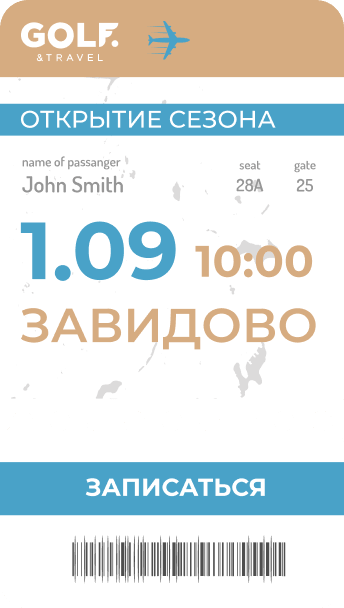 GOLF.
& TRAVEL
ОТКРЫТИЕ СЕЗОНА
name of passanger seat gate
John Smith 28A 25
1.09 10:00
ЗАВИДОВО
ЗАПИСАТЬСЯ